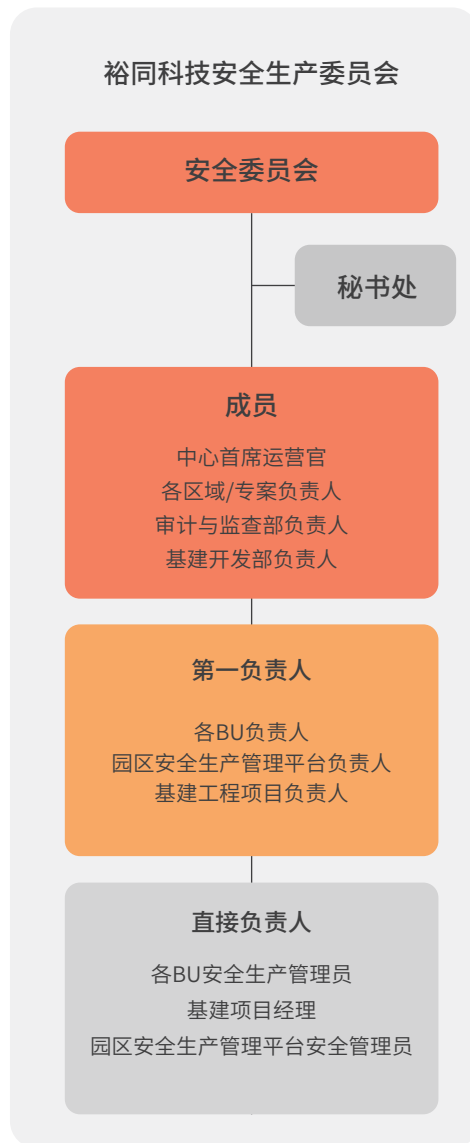 裕同科技安全生产委员会
安全委员会
秘书处
成员
中心首席运营官
各区域/专案负责人
审计与监查部负责人
基建开发部负责人
第一负责人
各BU负责人
园区安全生产管理平台负责人
基建工程项目负责人
直接负责人
各BU安全生产管理员
基建项目经理
园区安全生产管理平台安全管理员